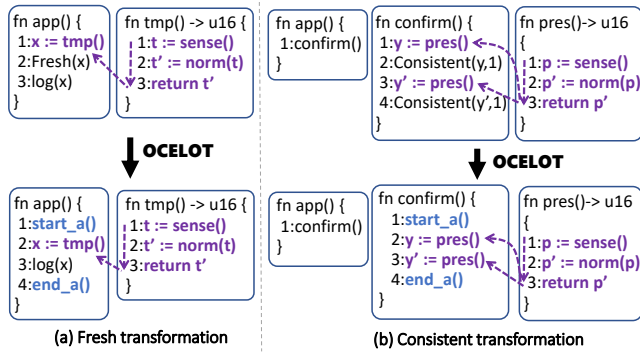 fn app() {
1:x := tmp()
2:Fresh(x)
3:log(x)
}
fn tmp() -> u16 {
1:t := sense()
2:t' := norm(t)
3:return t'
}
OCELOT
fn app() {
1:start_a()
2:x := tmp()
3:log(x)
4:end_a()
}
fn tmp() -> u16 {
1:t := sense()
2:t' := norm(t)
3:return t'
}
(a) Fresh transformation
fn app() {
1:confirm()
}
fn confirm() {
1:y := pres()
2:Consistent(y,1)
3:y' := pres()
4:Consistent(y',1)
}
fn pres()-> u16
{
1:p := sense()
2:p' := norm(p)
3:return p'
}
OCELOT
fn app() {
1:confirm()
}
fn confirm() {
1:start_a()
2:y := pres()
3:y' := pres()
4:end_a()
}
fn pres()-> u16
{
1:p := sense()
2:p' := norm(p)
3:return p'
}
(b) Consistent transformation